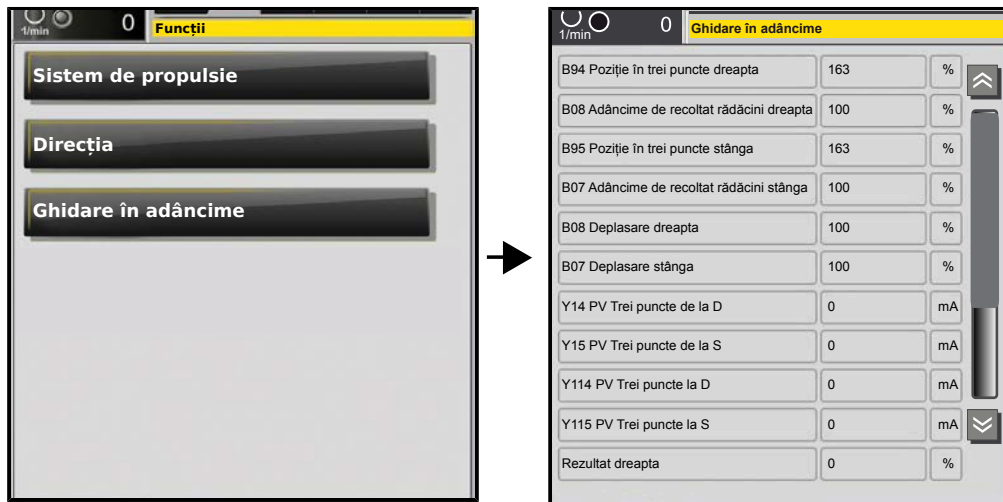 1/min 0 Funcții
Sistem de propulsie
Direcția
Ghidare în adâncime
1/min 0 Ghidare în adâncime
B94 Poziție în trei puncte dreapta 163 %
B08 Adâncime de recoltat rădăcini dreapta 100 %
B95 Poziție în trei puncte stânga 163 %
B07 Adâncime de recoltat rădăcini stânga 100 %
B08 Deplasare dreapta 100 %
B07 Deplasare stânga 100 %
Y14 PV Trei puncte de la D 0 mA
Y15 PV Trei puncte de la S 0 mA
Y114 PV Trei puncte la D 0 mA
Y115 PV Trei puncte la S 0 mA
Rezultat dreapta 0 %